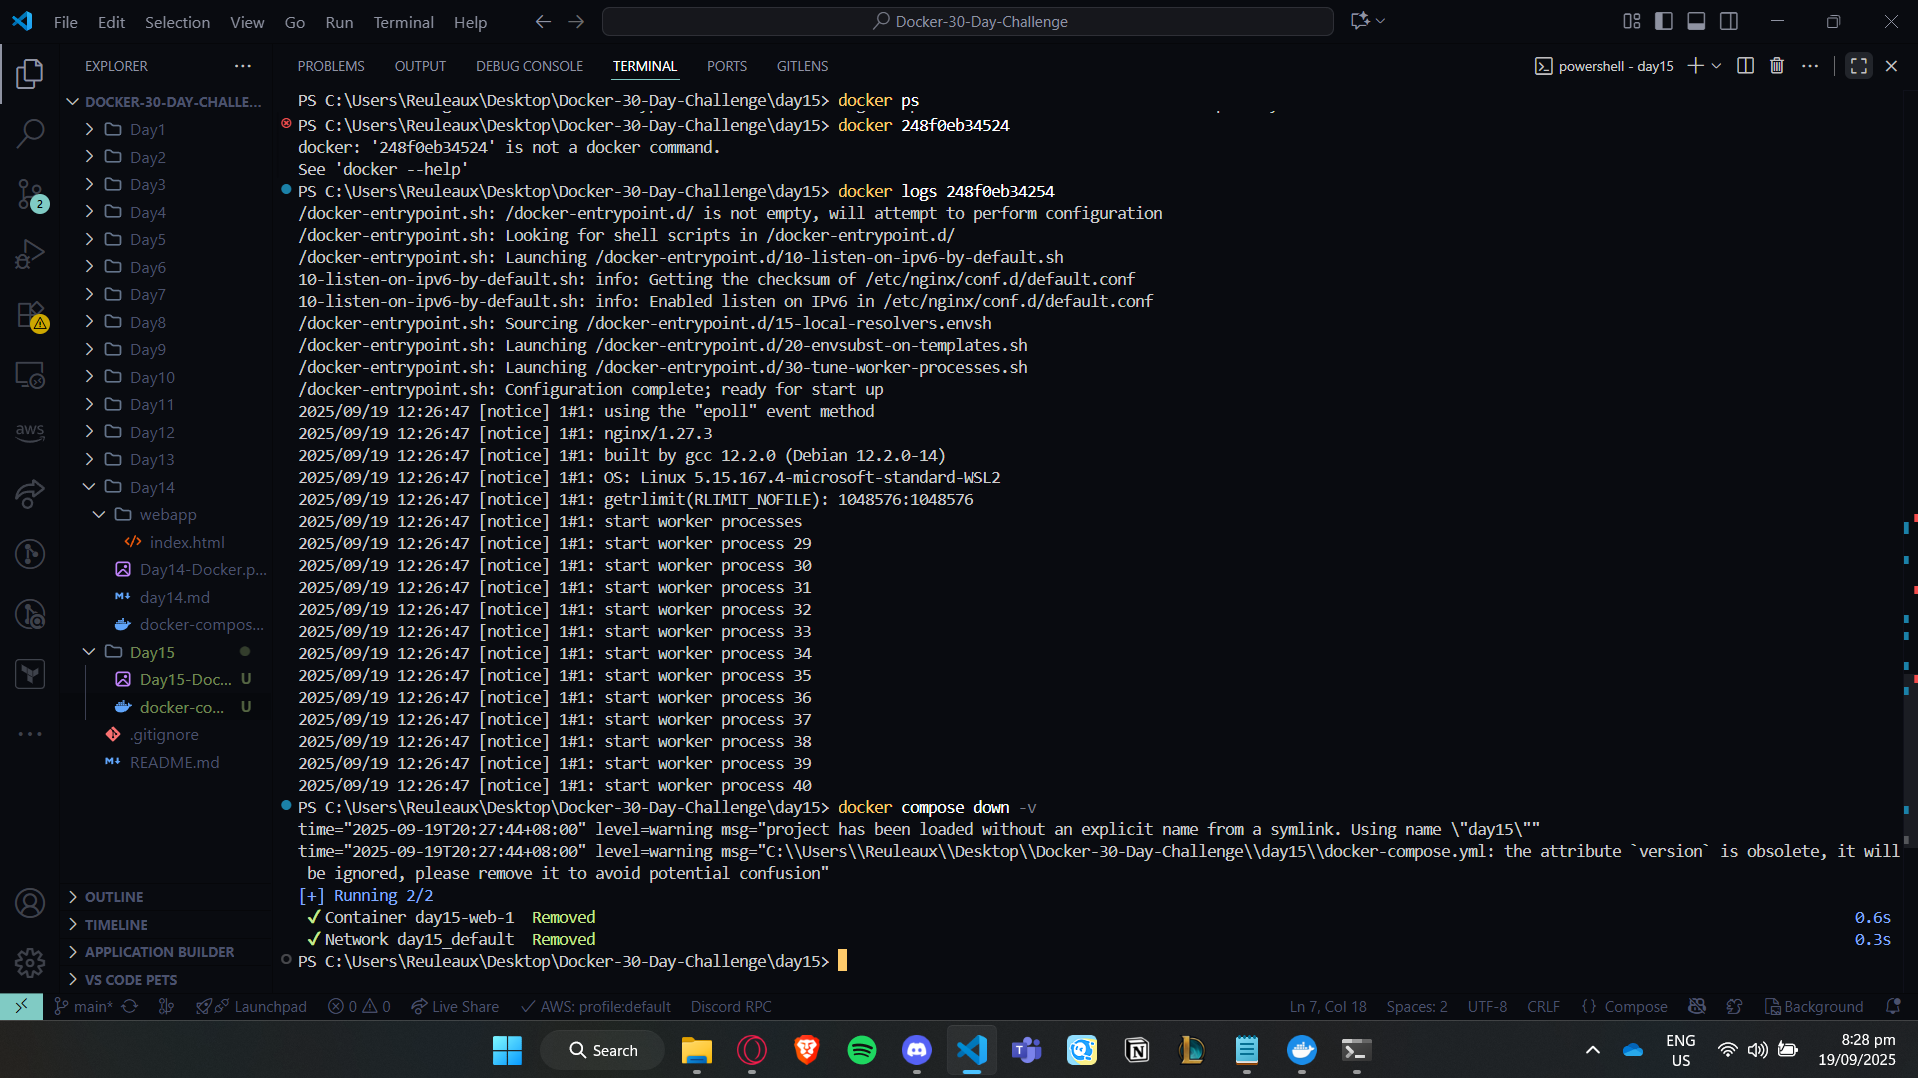 File Edit Selection View Go Run Terminal Help
Docker-30-Day-Challenge
EXPLORER
DOCKER-30-DAY-CHALLE...
Day1
Day2
Day3
Day4
Day5
Day6
Day7
Day8
Day9
Day10
Day11
Day12
Day13
Day14
webapp
index.html
Day14-Docker.p...
day14.md
docker-compos...
Day15
Day15-Doc... U
docker-co... U
.gitignore
README.md
OUTLINE
TIMELINE
APPLICATION BUILDER
VS CODE PETS
2
aws
PROBLEMS OUTPUT DEBUG CONSOLE TERMINAL PORTS GITLENS
powershell - day15
PS C:\Users\Reuleaux\Desktop\Docker-30-Day-Challenge\day15> docker ps
PS C:\Users\Reuleaux\Desktop\Docker-30-Day-Challenge\day15> docker 248f0eb34524
docker: '248f0eb34524' is not a docker command.
See 'docker --help'
PS C:\Users\Reuleaux\Desktop\Docker-30-Day-Challenge\day15> docker logs 248f0eb34254
/docker-entrypoint.sh: /docker-entrypoint.d/ is not empty, will attempt to perform configuration
/docker-entrypoint.sh: Looking for shell scripts in /docker-entrypoint.d/
/docker-entrypoint.sh: Launching /docker-entrypoint.d/10-listen-on-ipv6-by-default.sh
10-listen-on-ipv6-by-default.sh: info: Getting the checksum of /etc/nginx/conf.d/default.conf
10-listen-on-ipv6-by-default.sh: info: Enabled listen on IPv6 in /etc/nginx/conf.d/default.conf
/docker-entrypoint.sh: Sourcing /docker-entrypoint.d/15-local-resolvers.envsh
/docker-entrypoint.sh: Launching /docker-entrypoint.d/20-envsubst-on-templates.sh
/docker-entrypoint.sh: Launching /docker-entrypoint.d/30-tune-worker-processes.sh
/docker-entrypoint.sh: Configuration complete; ready for start up
2025/09/19 12:26:47 [notice] 1#1: using the "epoll" event method
2025/09/19 12:26:47 [notice] 1#1: nginx/1.27.3
2025/09/19 12:26:47 [notice] 1#1: built by gcc 12.2.0 (Debian 12.2.0-14)
2025/09/19 12:26:47 [notice] 1#1: OS: Linux 5.15.167.4-microsoft-standard-WSL2
2025/09/19 12:26:47 [notice] 1#1: getrlimit(RLIMIT_NOFILE): 1048576:1048576
2025/09/19 12:26:47 [notice] 1#1: start worker processes
2025/09/19 12:26:47 [notice] 1#1: start worker process 29
2025/09/19 12:26:47 [notice] 1#1: start worker process 30
2025/09/19 12:26:47 [notice] 1#1: start worker process 31
2025/09/19 12:26:47 [notice] 1#1: start worker process 32
2025/09/19 12:26:47 [notice] 1#1: start worker process 33
2025/09/19 12:26:47 [notice] 1#1: start worker process 34
2025/09/19 12:26:47 [notice] 1#1: start worker process 35
2025/09/19 12:26:47 [notice] 1#1: start worker process 36
2025/09/19 12:26:47 [notice] 1#1: start worker process 37
2025/09/19 12:26:47 [notice] 1#1: start worker process 38
2025/09/19 12:26:47 [notice] 1#1: start worker process 39
2025/09/19 12:26:47 [notice] 1#1: start worker process 40
PS C:\Users\Reuleaux\Desktop\Docker-30-Day-Challenge\day15> docker compose down -v
time="2025-09-19T20:27:44+08:00" level=warning msg="project has been loaded without an explicit name from a symlink. Using name \"day15\""
time="2025-09-19T20:27:44+08:00" level=warning msg="C:\\Users\\Reuleaux\\Desktop\\Docker-30-Day-Challenge\\day15\\docker-compose.yml: the attribute `version` is obsolete, it will
be ignored, please remove it to avoid potential confusion"
[+] Running 2/2
✓Container day15-web-1 Removed 0.6s
✓Network day15_default Removed 0.3s
PS C:\Users\Reuleaux\Desktop\Docker-30-Day-Challenge\day15>
main* Launchpad 0 0 Live Share AWS: profile:default Discord RPC Ln 7, Col 18 Spaces: 2 UTF-8 CRLF {} Compose Background
Search
ENG
US
8:28 pm
19/09/2025